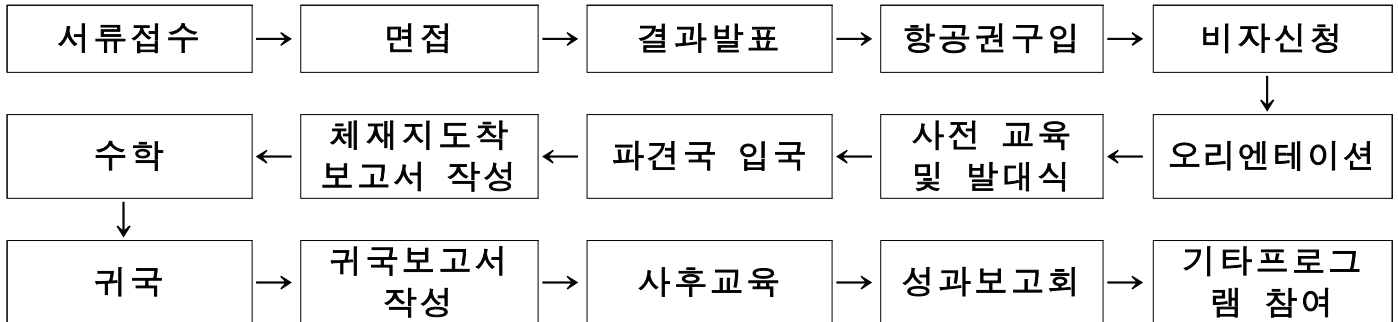 서류접수 → 면접 → 결과발표 → 항공권구입 → 비자신청
오리엔테이션
사전 교육
및 발대식
파견국 입국
체재지도착
보고서 작성
수학
귀국
귀국보고서
작성
사후교육
성과보고회
기타프로그
램 참여